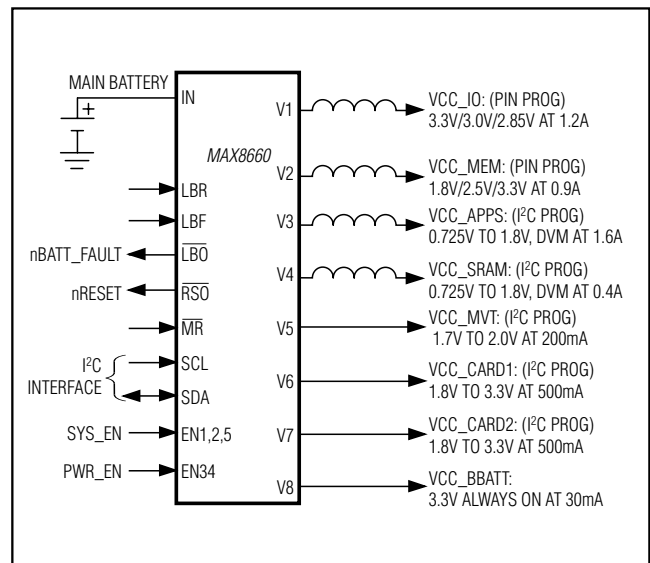 MAIN BATTERY
+
IN
MAX8660
LBR
LBF
nBATT_FAULT
L̅B̅O̅
nRESET
R̅S̅O̅
M̅R̅
I²C
INTERFACE
SCL
SDA
SYS_EN
EN1,2,5
PWR_EN
EN34
V1
VCC_IO: (PIN PROG)
3.3V/3.0V/2.85V AT 1.2A
V2
VCC_MEM: (PIN PROG)
1.8V/2.5V/3.3V AT 0.9A
V3
VCC_APPS: (I²C PROG)
0.725V TO 1.8V, DVM AT 1.6A
V4
VCC_SRAM: (I²C PROG)
0.725V TO 1.8V, DVM AT 0.4A
V5
VCC_MVT: (I²C PROG)
1.7V TO 2.0V AT 200mA
V6
VCC_CARD1: (I²C PROG)
1.8V TO 3.3V AT 500mA
V7
VCC_CARD2: (I²C PROG)
1.8V TO 3.3V AT 500mA
V8
VCC_BBATT:
3.3V ALWAYS ON AT 30mA